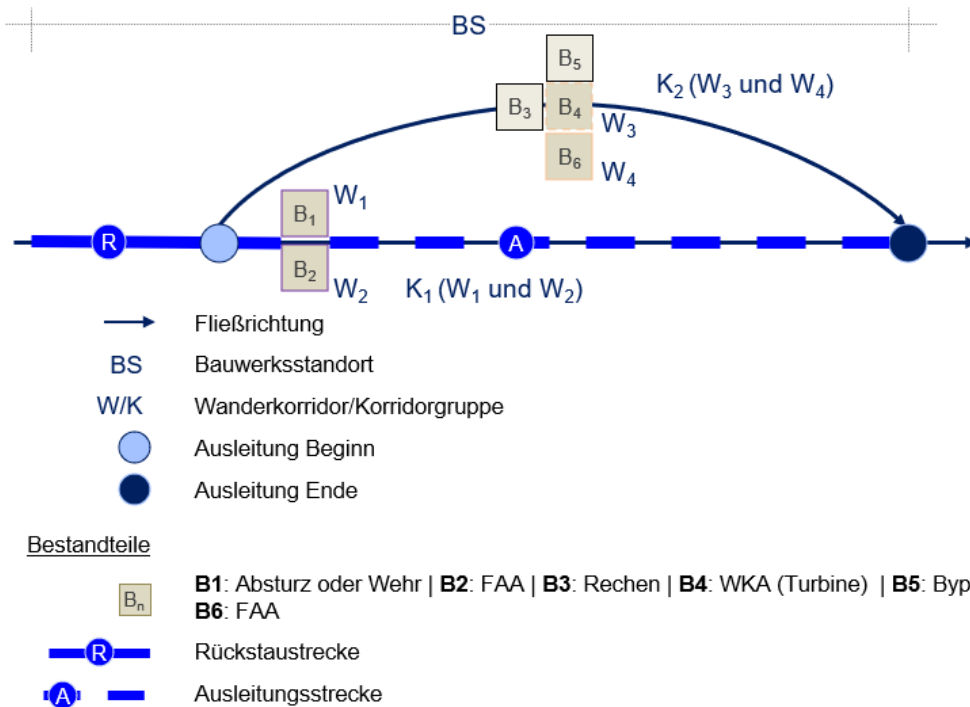 BS
B5
K2 (W3 und W4)
B3
B4
W3
B6
W4
W1
B1
R
A
B2
W2
K1 (W1 und W2)
Fließrichtung
BS Bauwerksstandort
W/K Wanderkorridor/Korridorgruppe
Ausleitung Beginn
Ausleitung Ende
Bestandteile
Bn B1: Absturz oder Wehr | B2: FAA | B3: Rechen | B4: WKA (Turbine) | B5: Byp
B6: FAA
R Rückstaustrecke
A Ausleitungsstrecke